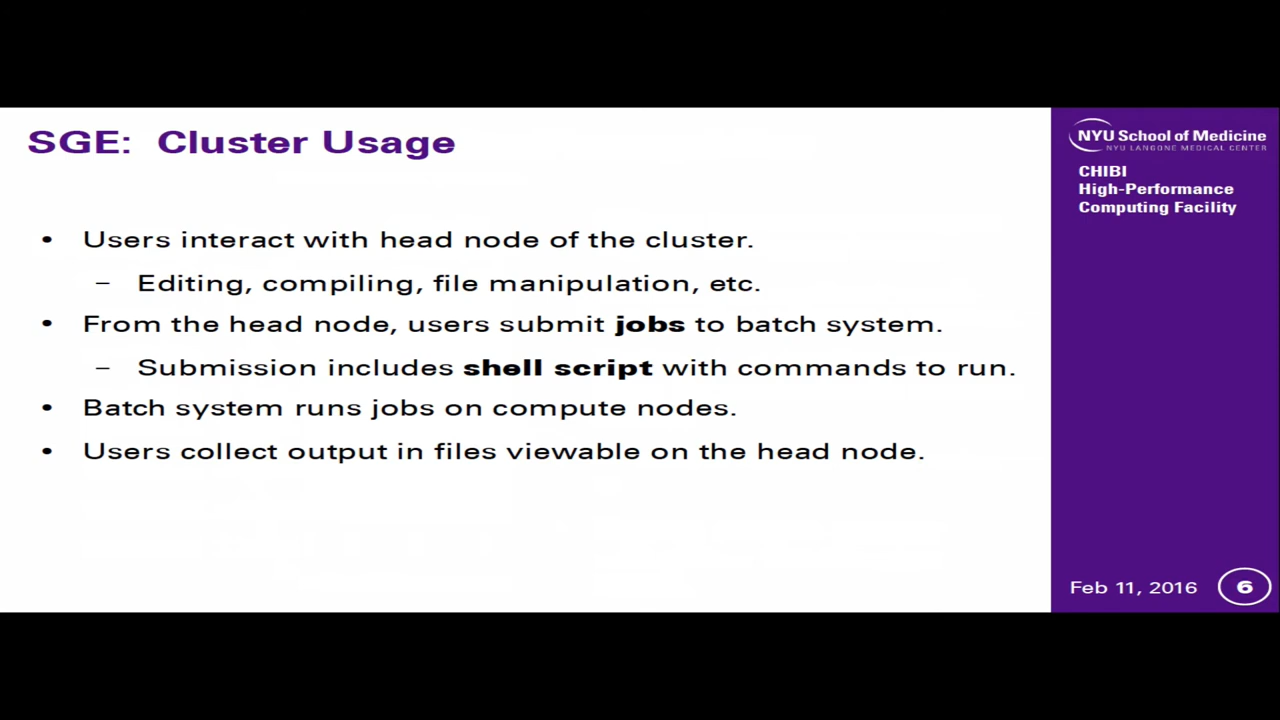 SGE: Cluster Usage
• Users interact with head node of the cluster.
– Editing, compiling, file manipulation, etc.
• From the head node, users submit jobs to batch system.
– Submission includes shell script with commands to run.
• Batch system runs jobs on compute nodes.
• Users collect output in files viewable on the head node.
NYU School of Medicine
NYU LANGONE MEDICAL CENTER
CHIBI
High-Performance
Computing Facility
Feb 11, 2016
6